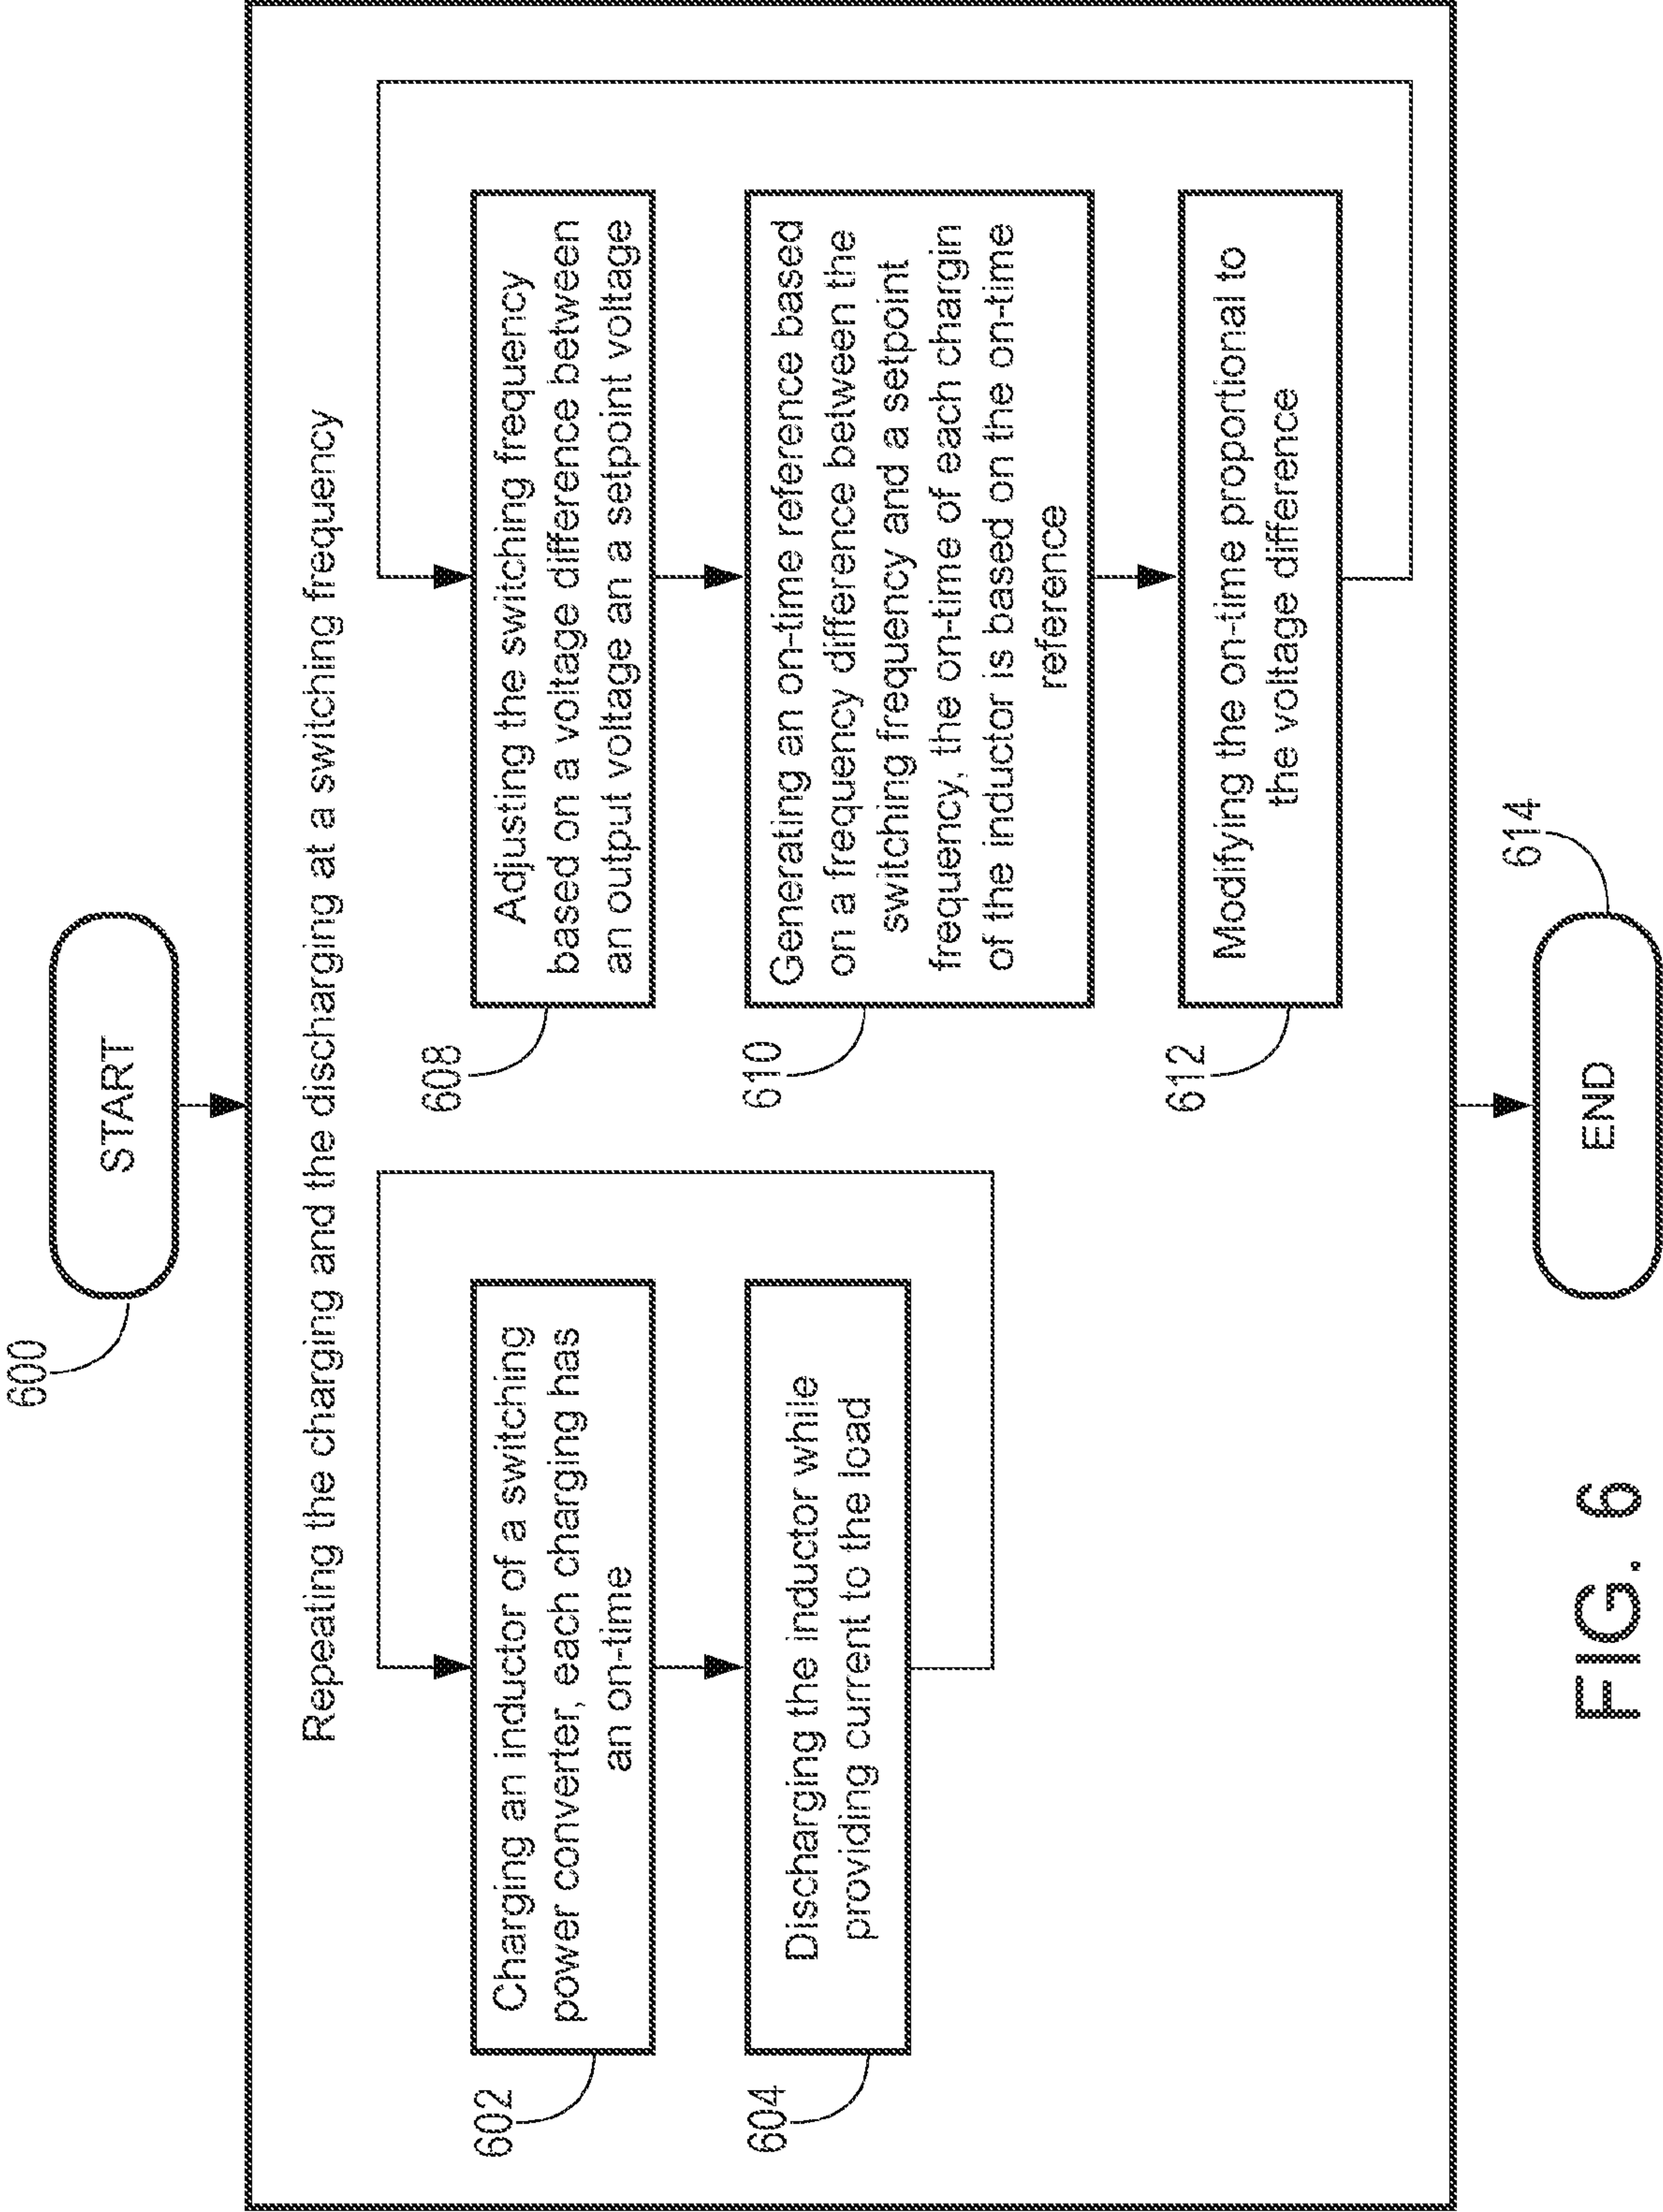 600
START
Repeating the charging and the discharging at a switching frequency
602
Charging an inductor of a switching
power converter, each charging has
an on-time
604
Discharging the inductor while
providing current to the load
608
Adjusting the switching frequency
based on a voltage difference between
an output voltage an a setpoint voltage
610
Generating an on-time reference based
on a frequency difference between the
switching frequency and a setpoint
frequency, the on-time of each chargin
of the inductor is based on the on-time
reference
612
Modifying the on-time proportional to
the voltage difference
614
END
FIG. 6